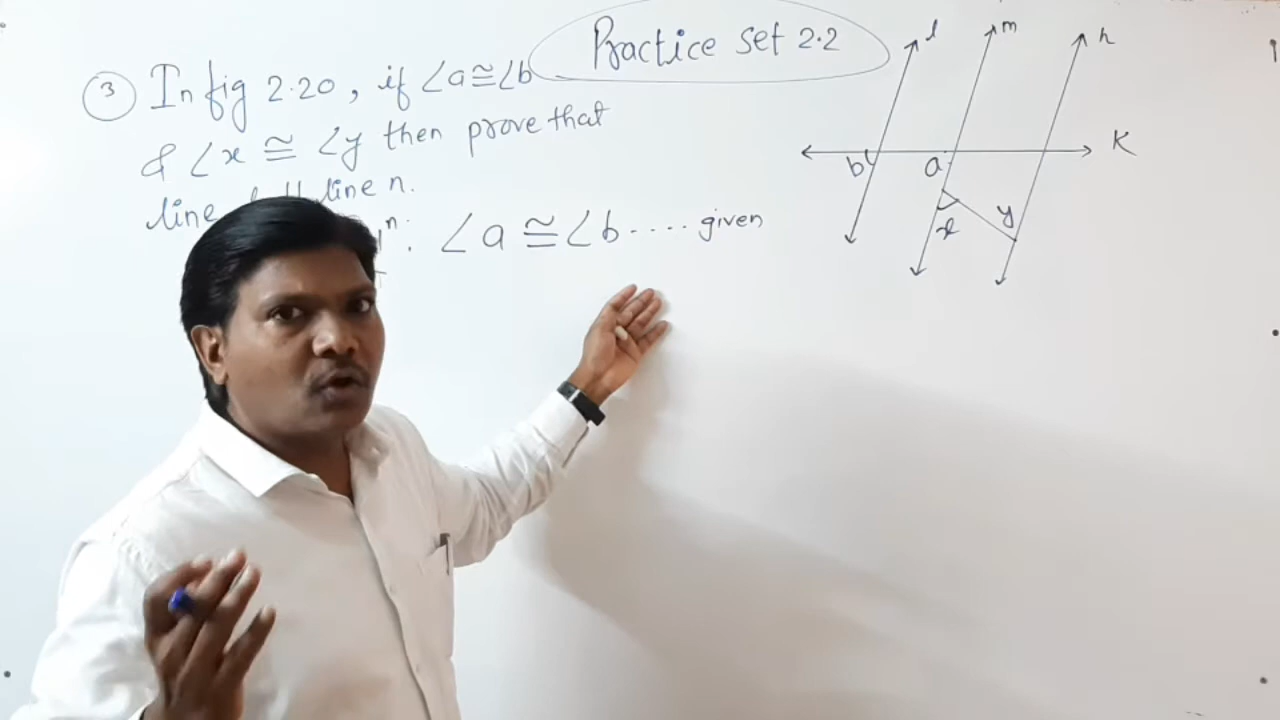 Practice set 2.2
3 In fig 2.20, if ∠a≅∠b
& ∠x ≅ ∠y then prove that
line line n.
n: ∠a ≅ ∠b .... given
l
m
n
K
b
a
x
y